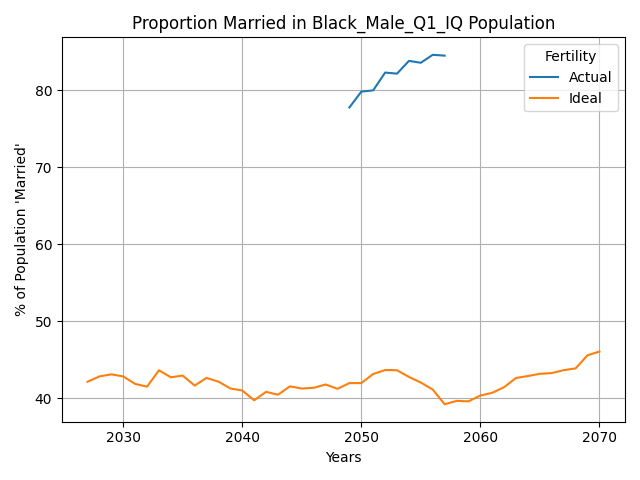 Proportion Married in Black_Male_Q1_IQ Population
% of Population 'Married'
80
70
60
50
40
Fertility
Actual
Ideal
2030 2040 2050 2060 2070
Years